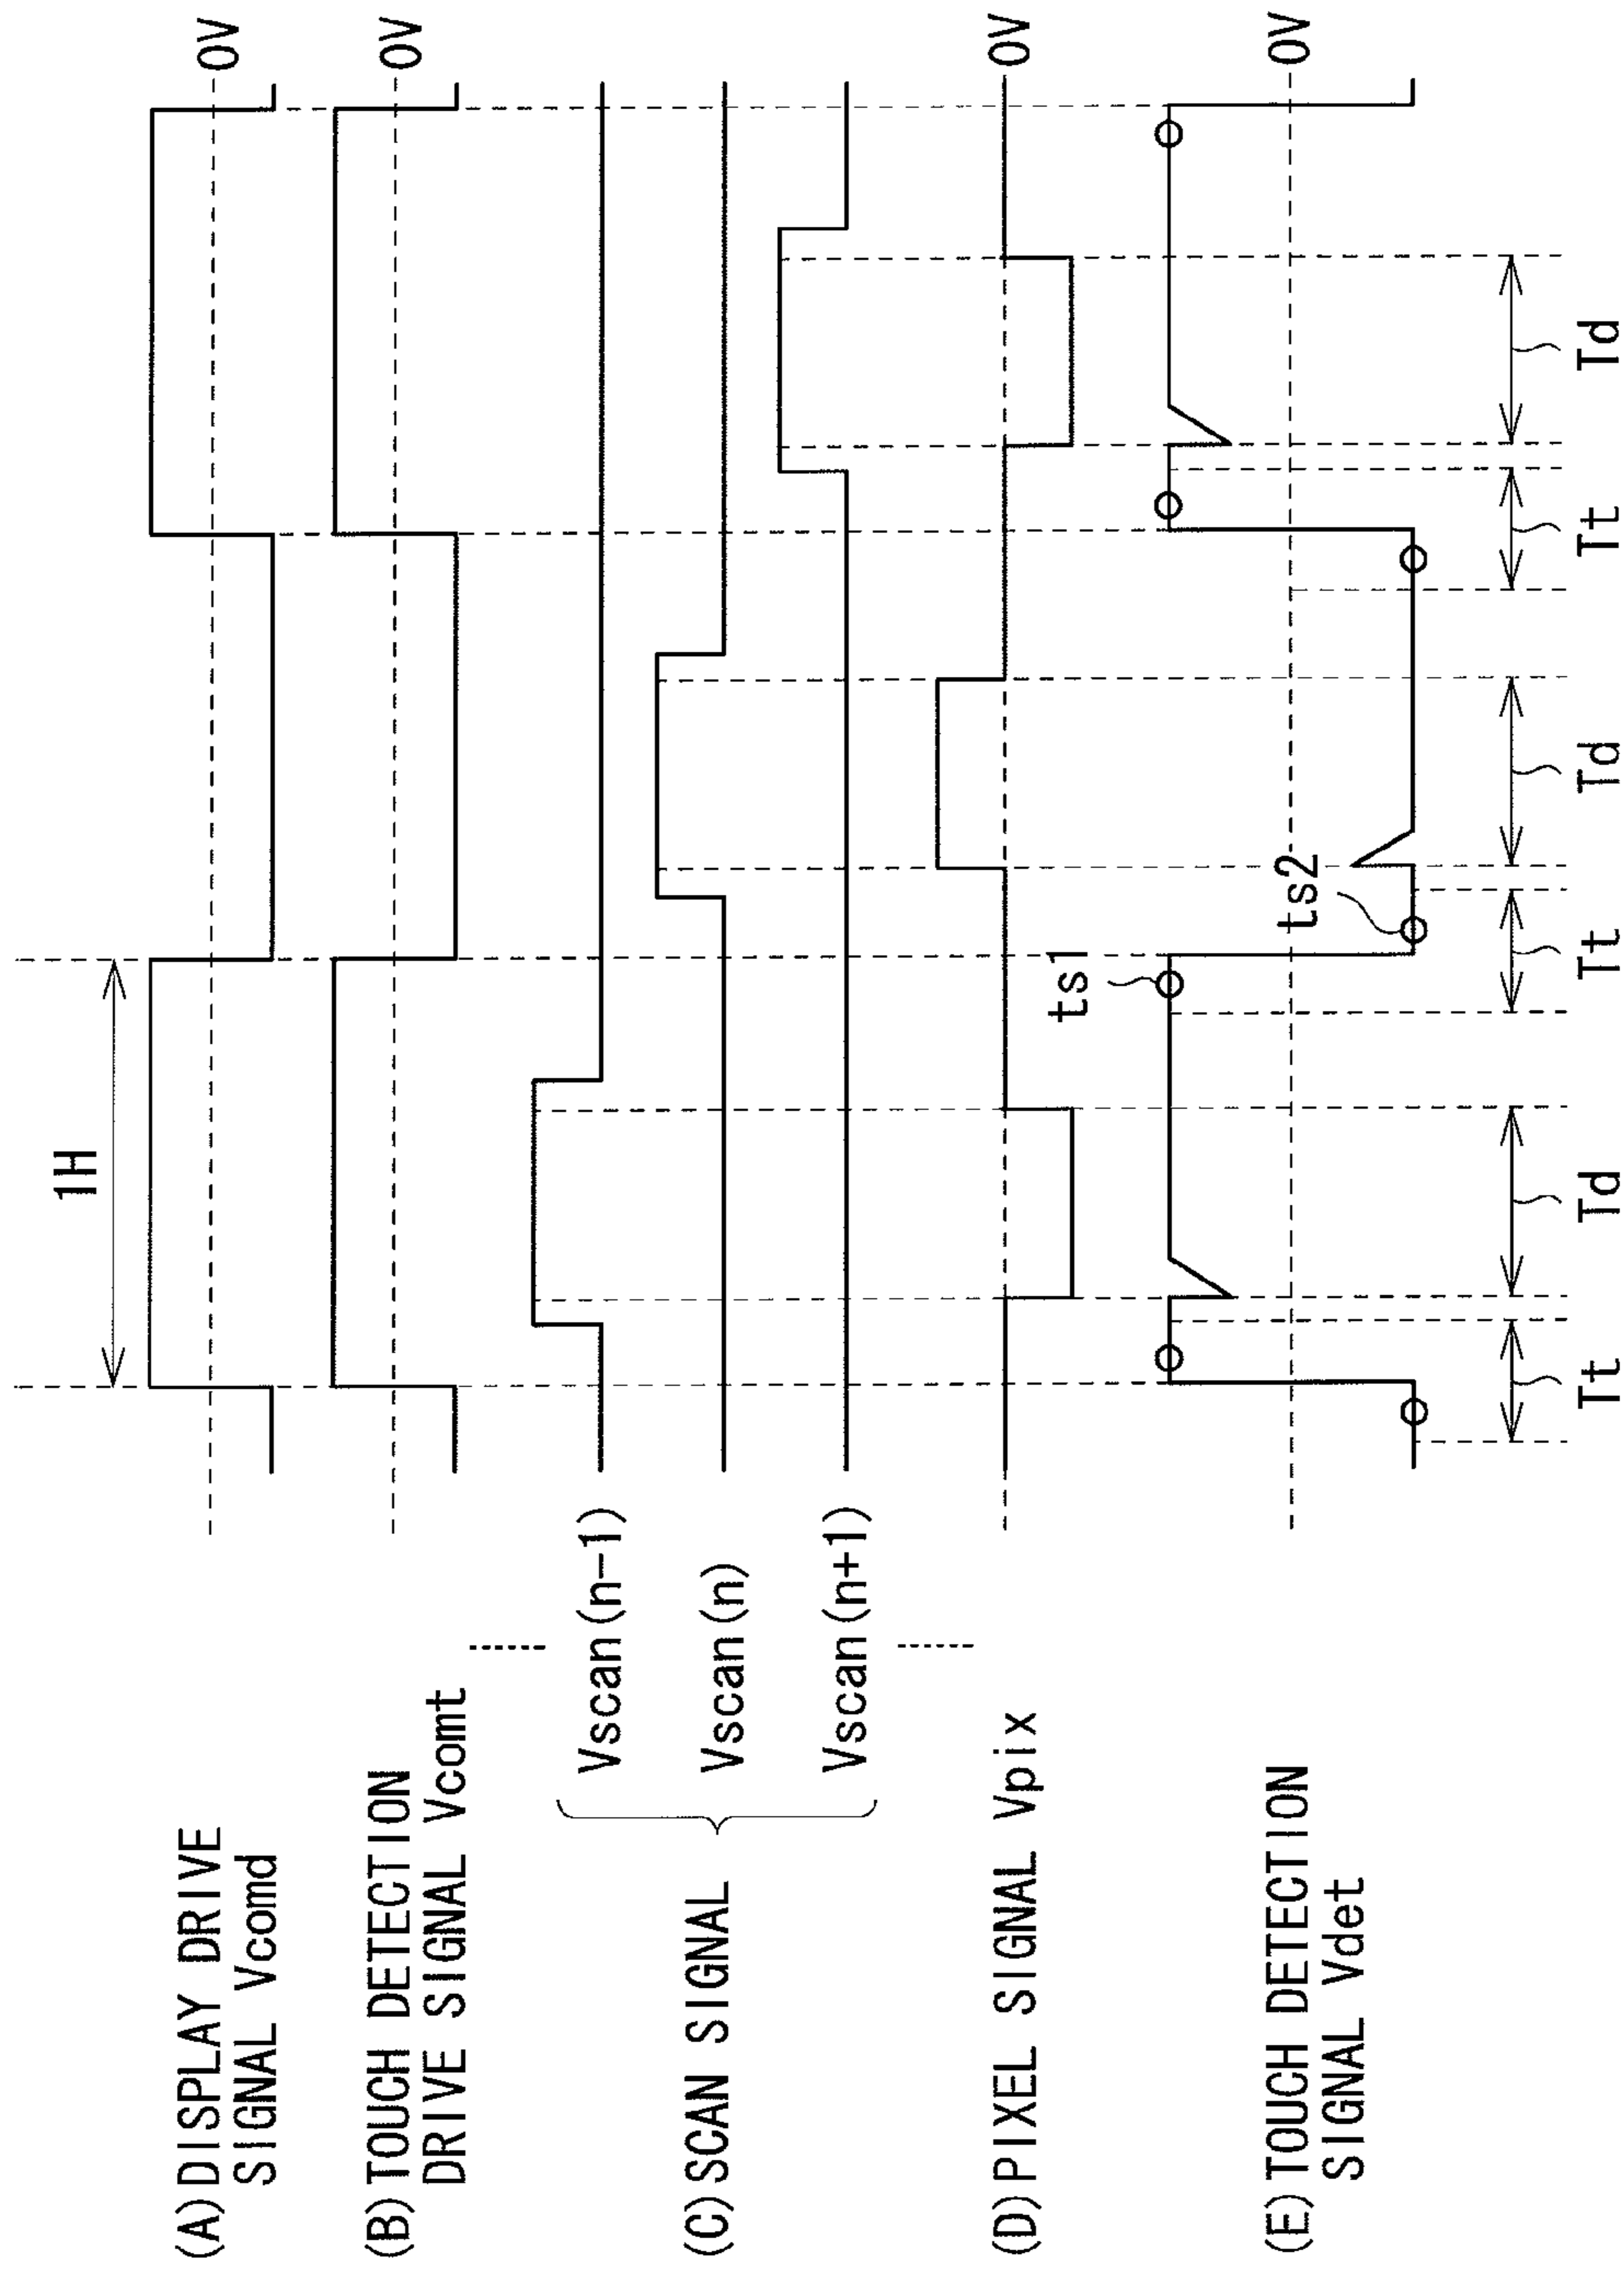 1H
(A) DISPLAY DRIVE
SIGNAL Vcomd
0V
(B) TOUCH DETECTION
DRIVE SIGNAL Vcomt
0V
(C) SCAN SIGNAL
Vscan(n-1)
Vscan(n)
Vscan(n+1)
(D) PIXEL SIGNAL Vpix
0V
ts1
(E) TOUCH DETECTION
SIGNAL Vdet
ts2
0V
Tt
Td
Tt
Td
Tt
Td